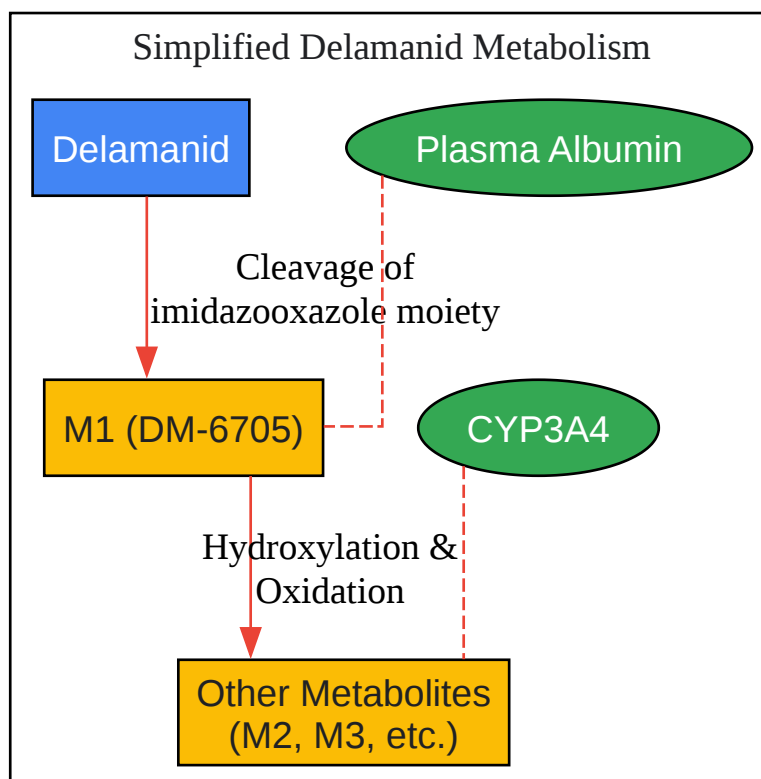 Simplified Delamanid Metabolism
Delamanid
Plasma Albumin
Cleavage of
imidazooxazole moiety
M1 (DM-6705)
CYP3A4
Hydroxylation &
Oxidation
Other Metabolites
(M2, M3, etc.)